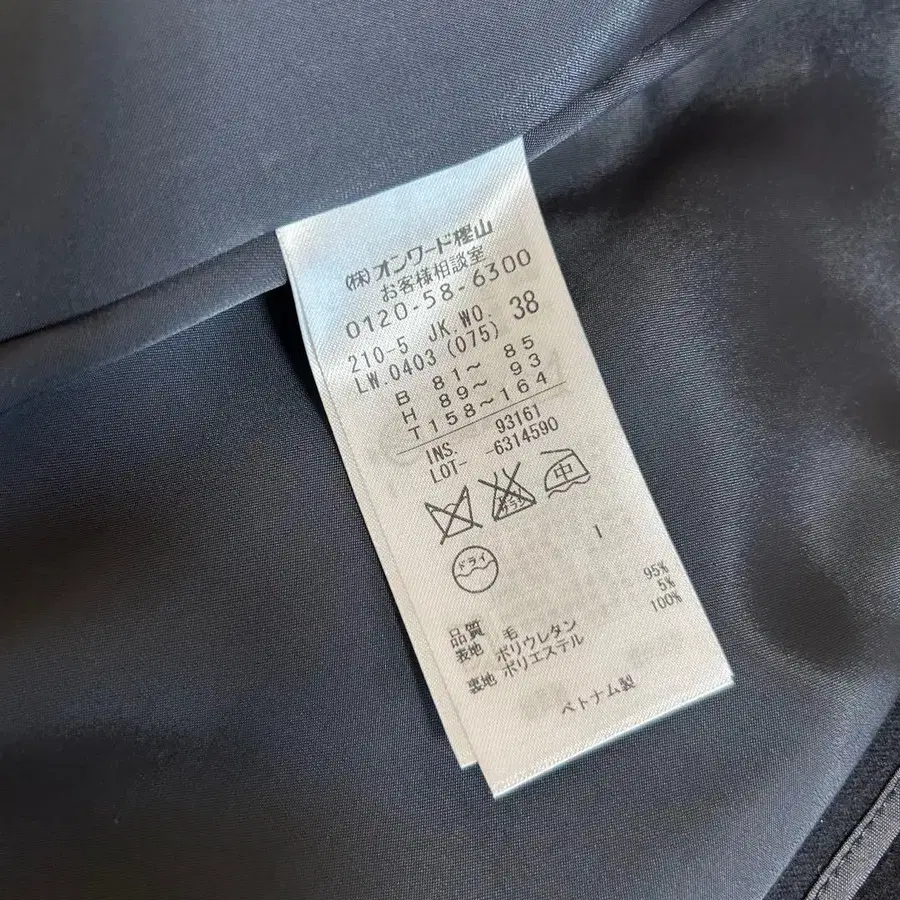 (株)オンワード樫山
お客様相談室
0120-58-6300
210-5 JK.WO. 38
LW.0403 (075)
B 81～ 85
H 89～ 93
T158～164
INS. 93161
LOT- -6314590
中
ドライ
1
品質
表地 毛 95%
ポリウレタン 5%
裏地 ポリエステル 100%
ベトナム製